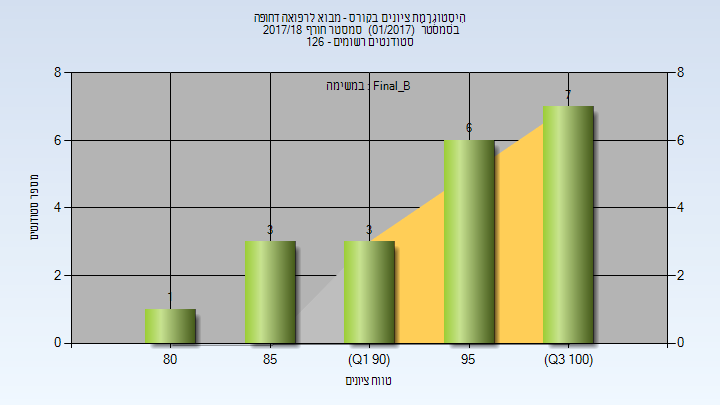 היסטוגרמת ציונים בקורס - מבוא לרפואה דחופה
בסמסטר (01/2017) סמסטר חורף 2017/18
סטודנטים רשומים - 126
במשימה : Final_B
8 8
6 6
4 4
2 2
0 0
1 3 3 6 7
מספר סטודנטים
80 85 (Q1 90) 95 (Q3 100)
טווח ציונים